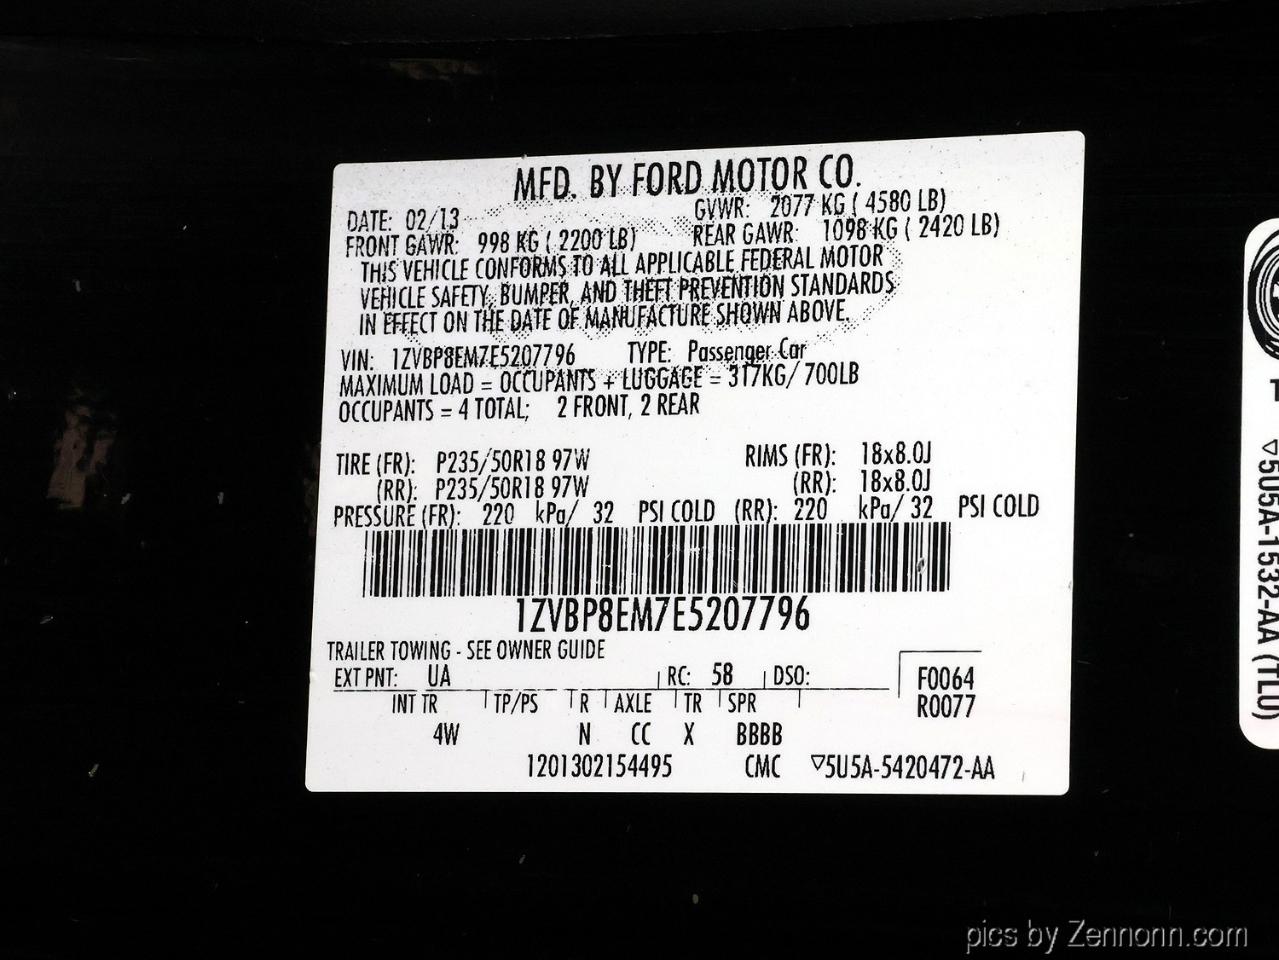 MFD. BY FORD MOTOR CO.
DATE: 02/13 GVWR: 2077 KG ( 4580 LB)
FRONT GAWR: 998 KG ( 2200 LB) REAR GAWR: 1098 KG ( 2420 LB)
THIS VEHICLE CONFORMS TO ALL APPLICABLE FEDERAL MOTOR
VEHICLE SAFETY, BUMPER, AND THEFT PREVENTION STANDARDS
IN EFFECT ON THE DATE OF MANUFACTURE SHOWN ABOVE.
VIN: 1ZVBP8EM7E5207796 TYPE: Passenger Car
MAXIMUM LOAD = OCCUPANTS + LUGGAGE = 317KG/ 700LB
OCCUPANTS = 4 TOTAL; 2 FRONT, 2 REAR
TIRE (FR): P235/50R18 97W RIMS (FR): 18x8.0J
(RR): P235/50R18 97W (RR): 18x8.0J
PRESSURE (FR): 220 kPa/ 32 PSI COLD (RR): 220 kPa/ 32 PSI COLD
1ZVBP8EM7E5207796
TRAILER TOWING - SEE OWNER GUIDE
EXT PNT: UA RC: 58 DSO: F0064
INT TR TP/PS R AXLE TR SPR R0077
4W N CC X BBBB
1201302154495 CMC ▽5U5A-5420472-AA
T
▽5U5A-1532-AA (TLU)
pics by Zennonn.com